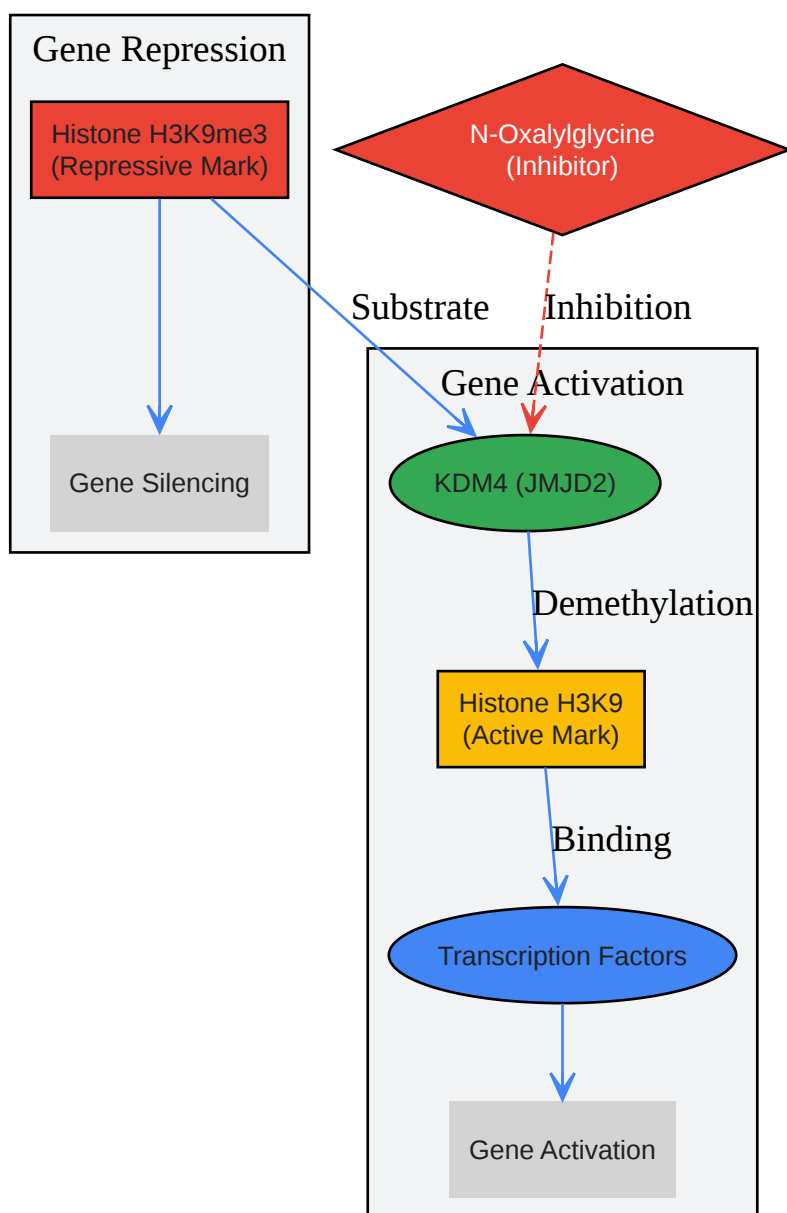 Gene Repression
Histone H3K9me3
(Repressive Mark)
N-Oxalylglycine
(Inhibitor)
Substrate
Inhibition
Gene Activation
Gene Silencing
KDM4 (JMJD2)
Demethylation
Histone H3K9
(Active Mark)
Binding
Transcription Factors
Gene Activation